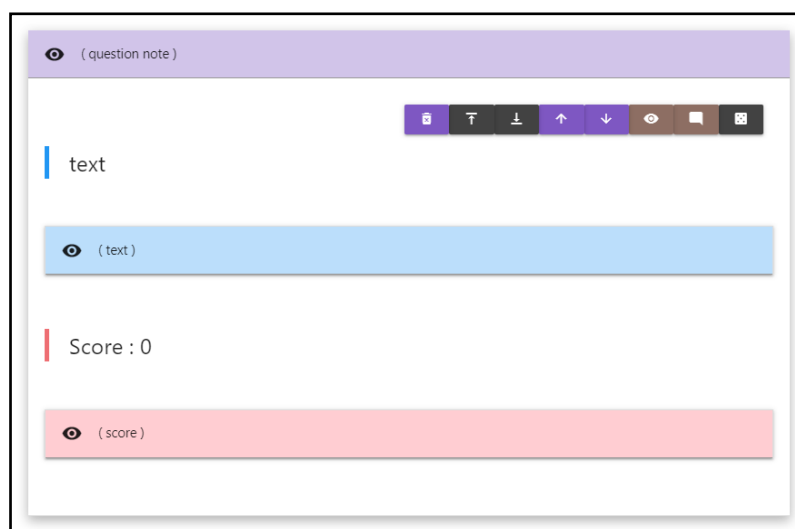 ( question note )
text
( text )
Score : 0
( score )